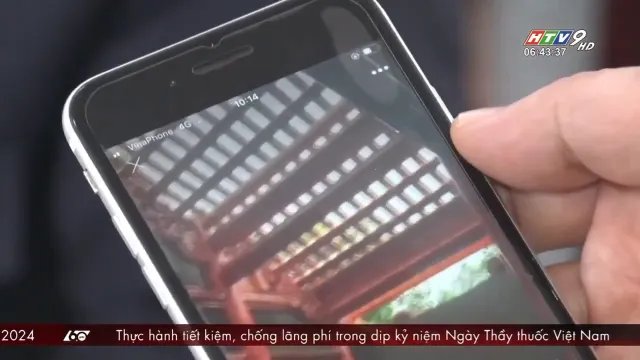 HTV9 HD
06:43:37
VinaPhone 4G
10:14
2024 60 Thực hành tiết kiệm, chống lãng phí trong dịp kỷ niệm Ngày Thầy thuốc Việt Nam